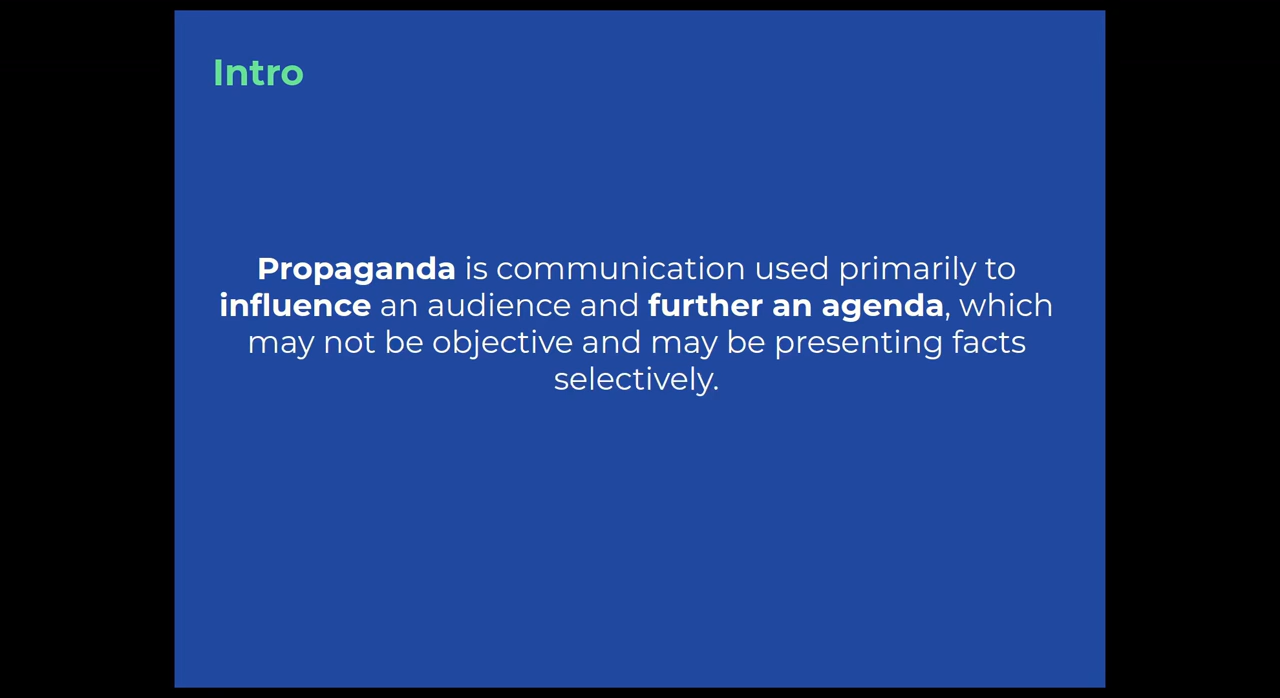 Intro
Propaganda is communication used primarily to
influence an audience and further an agenda, which
may not be objective and may be presenting facts
selectively.